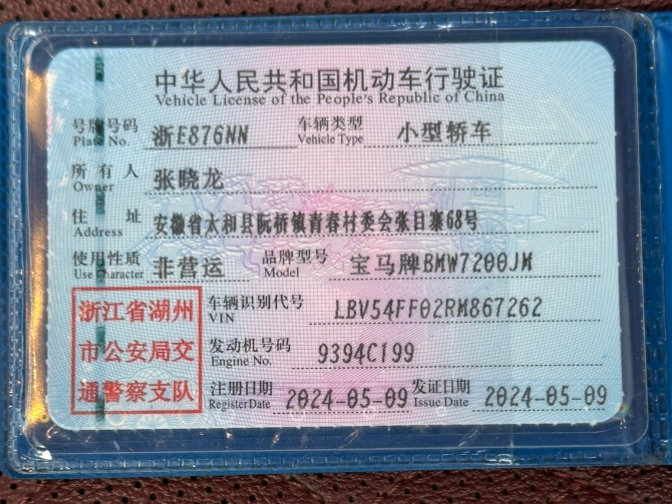 中华人民共和国机动车行驶证
Vehicle License of the People's Republic of China
号牌号码 浙E876NN 车辆类型 小型轿车
Plate No. Vehicle Type
所有人 张晓龙
Owner
住址 安徽省太和县阮桥镇青春村委会张目寨68号
Address
使用性质 非营运 品牌型号 宝马牌BMW7200JM
Use Character Model
浙江省湖州 车辆识别代号 LBV54FF02RM867262
VIN
市公安局交 发动机号码 9394C199
Engine No.
通警察支队 注册日期 2024-05-09 发证日期 2024-05-09
Register Date Issue Date